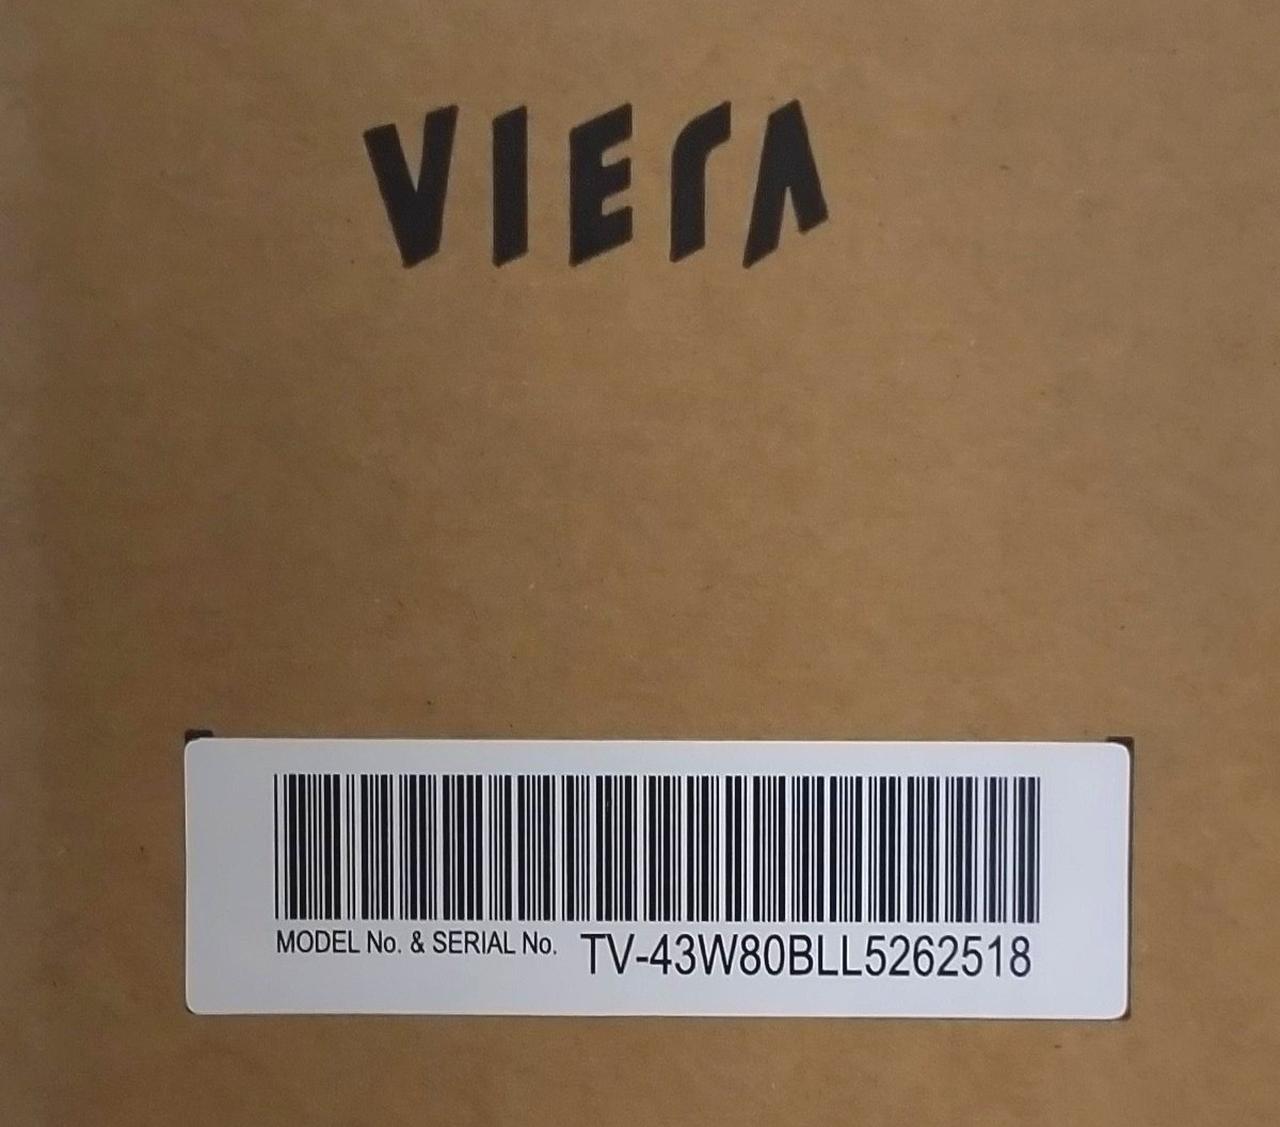 VIERA
MODEL No. & SERIAL No. TV-43W80BLL5262518